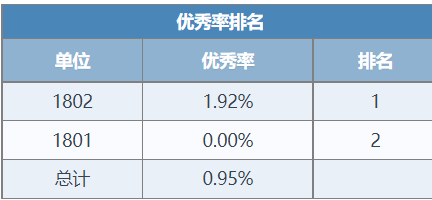 优秀率排名
单位 优秀率 排名
1802 1.92% 1
1801 0.00% 2
总计 0.95%